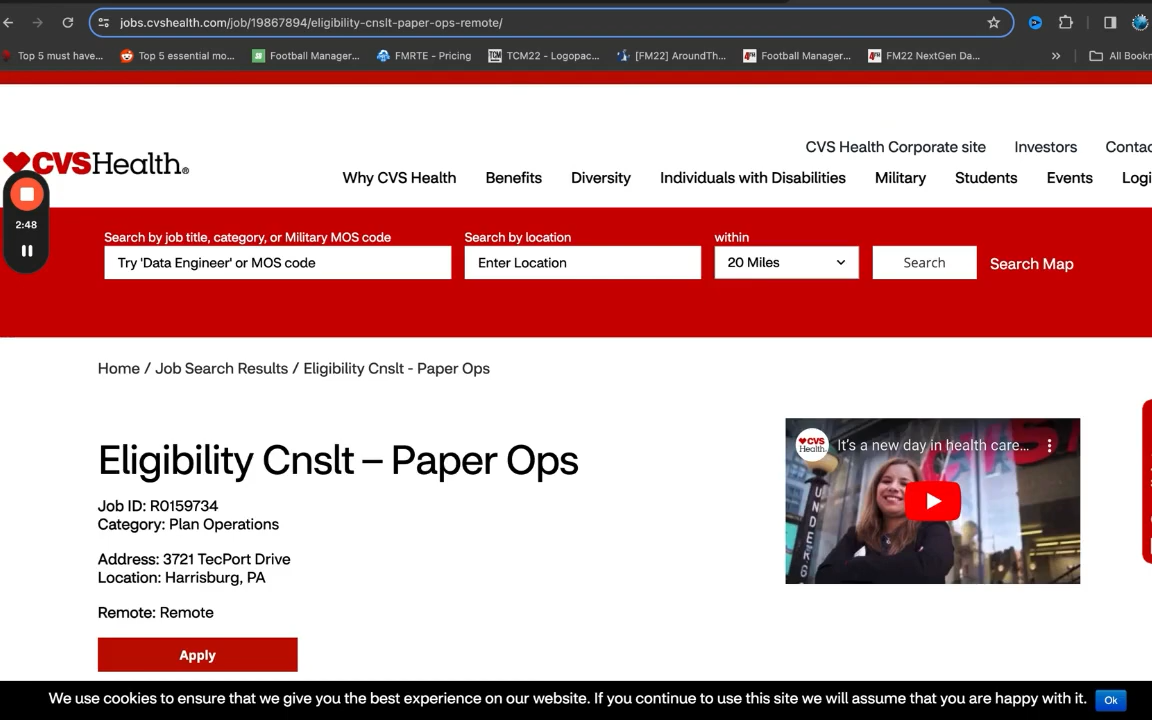 jobs.cvshealth.com/job/19867894/eligibility-cnslt-paper-ops-remote/
Top 5 must have... Top 5 essential mo... Football Manager... FMRTE - Pricing TCM22 - Logopac... [FM22] AroundTh... Football Manager... FM22 NextGen Da... » All Bookm
CVS Health Corporate site Investors Contac
CVSHealth®
Why CVS Health Benefits Diversity Individuals with Disabilities Military Students Events Logi
2:48
Search by job title, category, or Military MOS code Search by location within
Try 'Data Engineer' or MOS code Enter Location 20 Miles Search Search Map
Home / Job Search Results / Eligibility Cnslt - Paper Ops
CVS Health. It's a new day in health care...
Eligibility Cnslt – Paper Ops
UNDER
Job ID: R0159734
Category: Plan Operations
Address: 3721 TecPort Drive
Location: Harrisburg, PA
Remote: Remote
Apply
We use cookies to ensure that we give you the best experience on our website. If you continue to use this site we will assume that you are happy with it. Ok